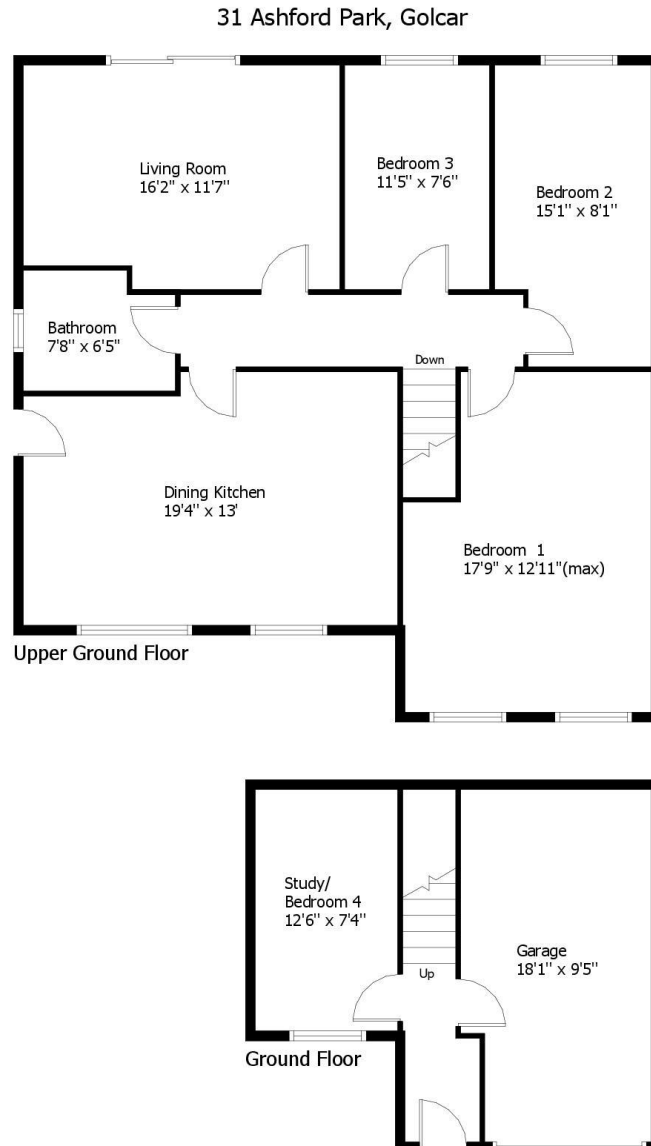 31 Ashford Park, Golcar
Living Room
16'2" x 11'7"
Bedroom 3
11'5" x 7'6"
Bedroom 2
15'1" x 8'1"
Bathroom
7'8" x 6'5"
Down
Dining Kitchen
19'4" x 13'
Bedroom 1
17'9" x 12'11"(max)
Upper Ground Floor
Study/
Bedroom 4
12'6" x 7'4"
Garage
18'1" x 9'5"
Up
Ground Floor